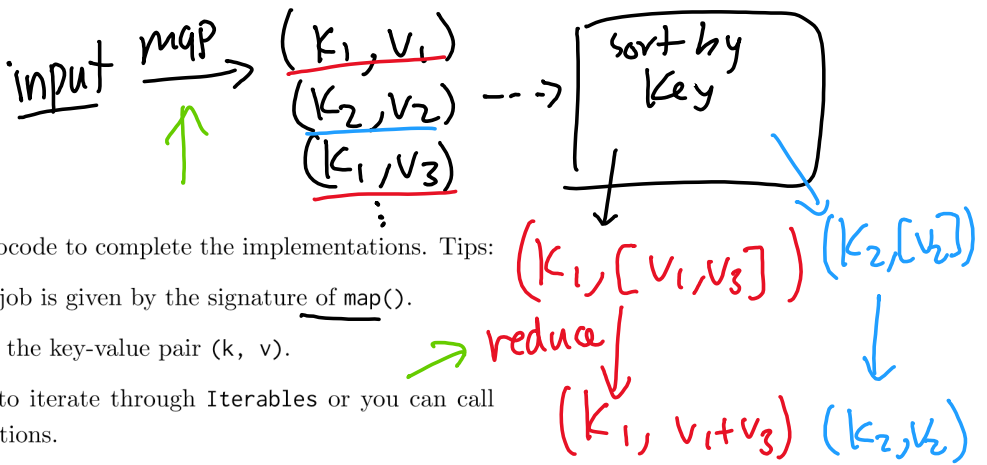 input map (K1, V1)
(K2, V2)
(K1, V3)
⋮
sort by
Key
ocode to complete the implementations. Tips:
job is given by the signature of map().
the key-value pair (k, v).
to iterate through Iterables or you can call
tions.
(K1, [V1, V3]) (K2, [V2])
reduce
(K1, V1+V3) (K2, V2)